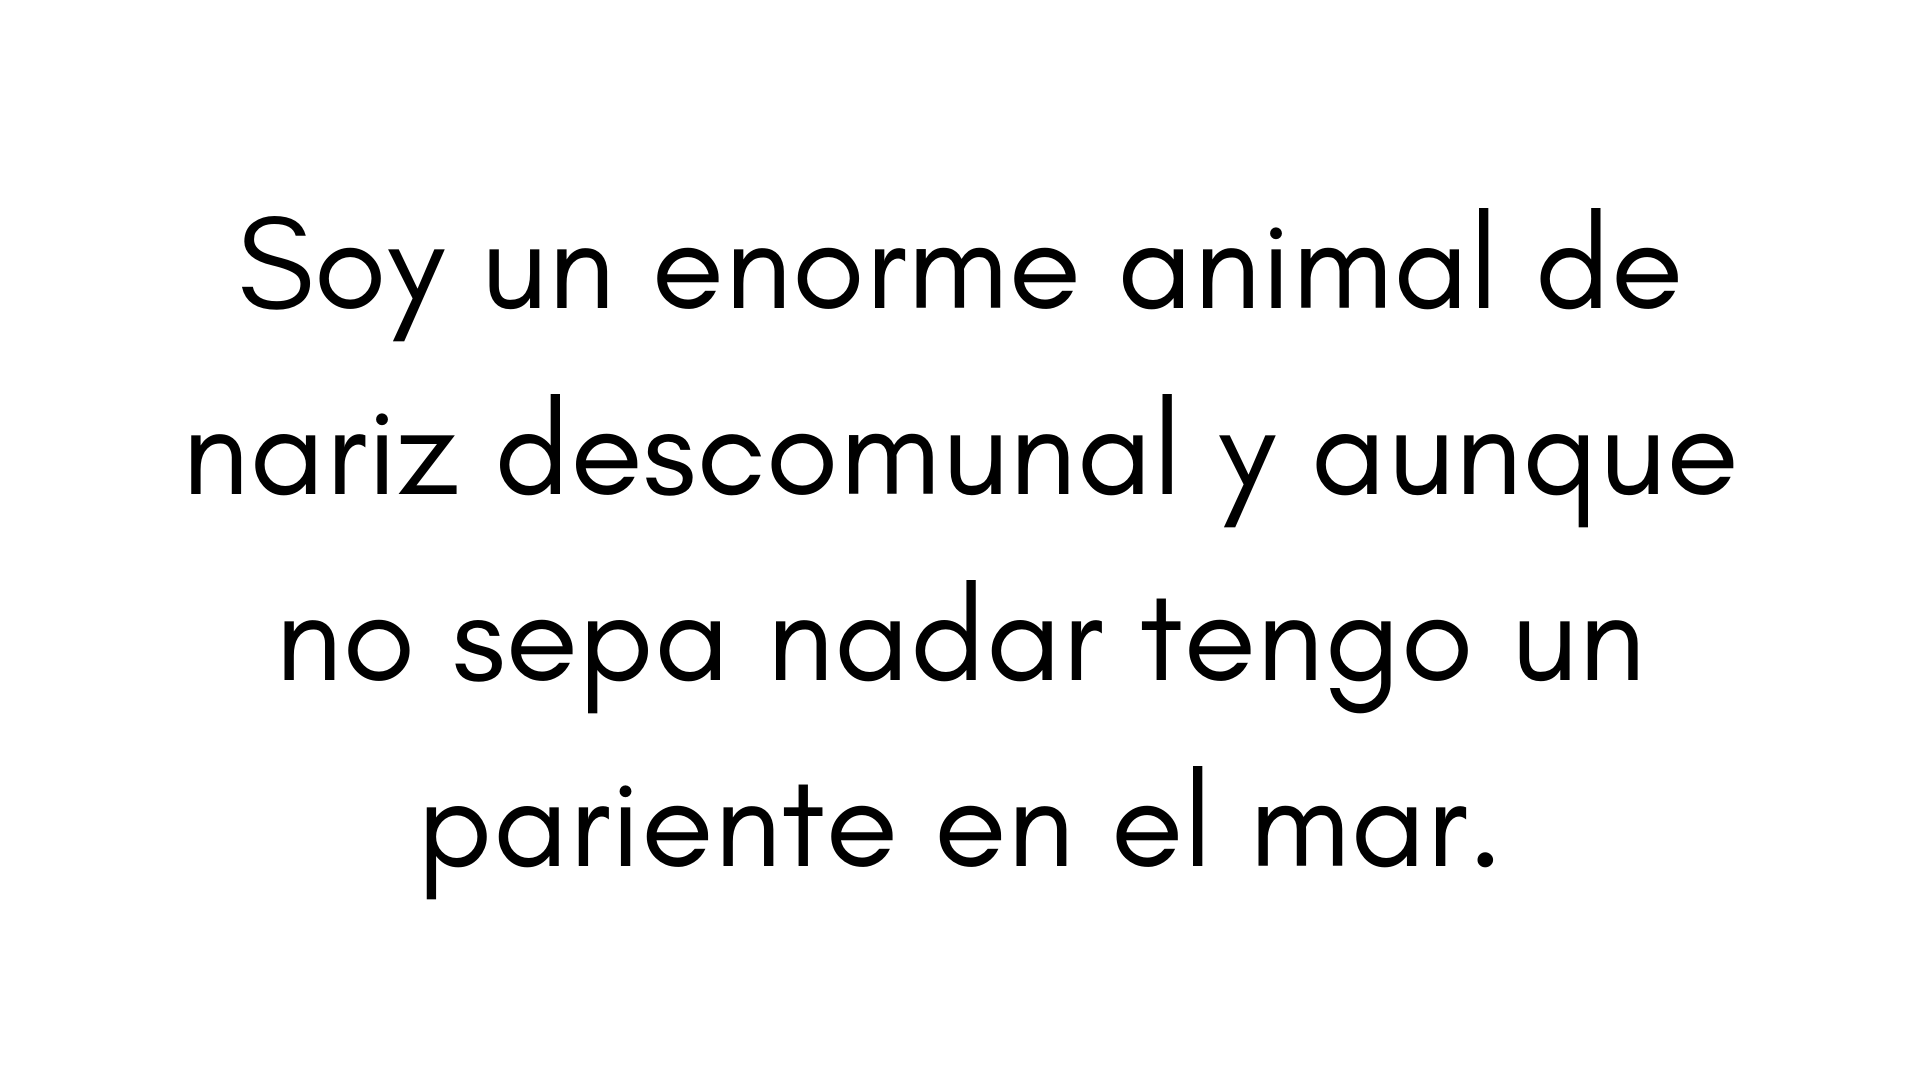 Soy un enorme animal de
nariz descomunal y aunque
no sepa nadar tengo un
pariente en el mar.